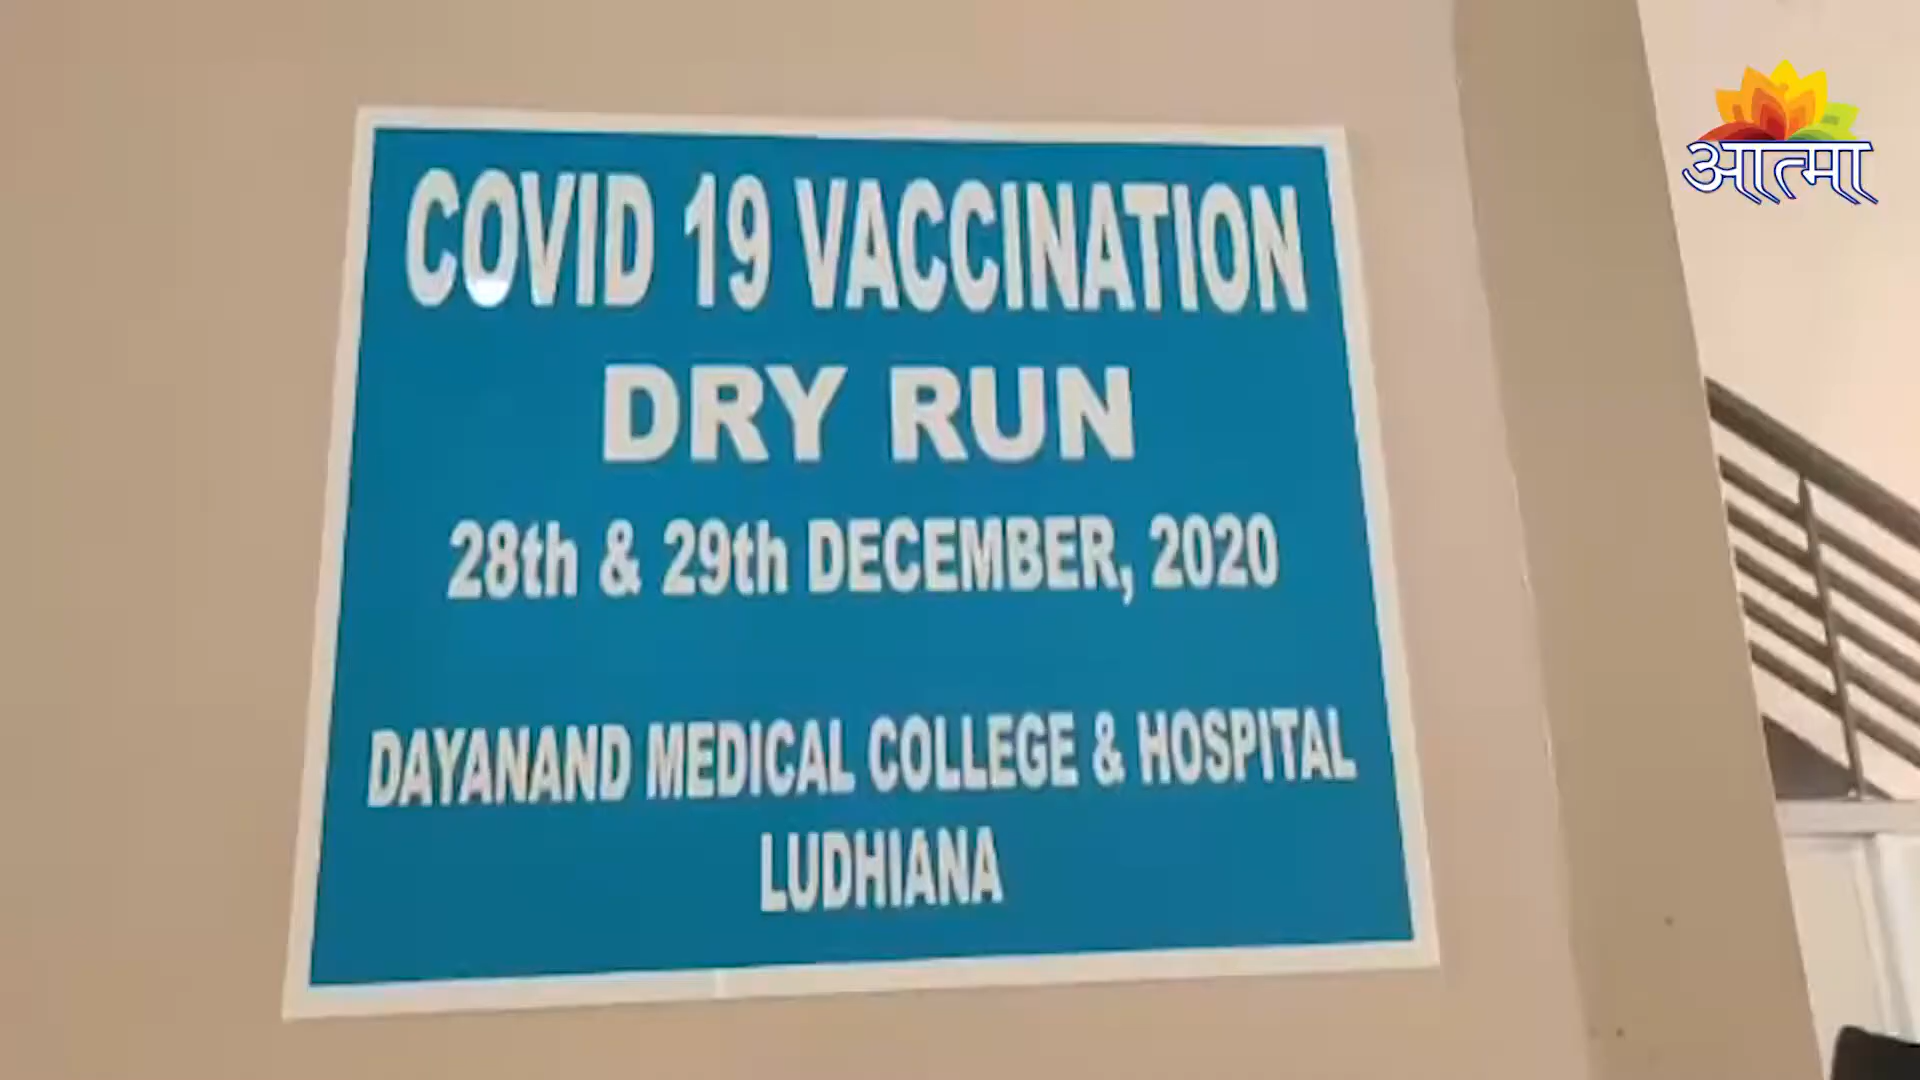 आत्मा
COVID 19 VACCINATION
DRY RUN
28th & 29th DECEMBER, 2020
DAYANAND MEDICAL COLLEGE & HOSPITAL
LUDHIANA